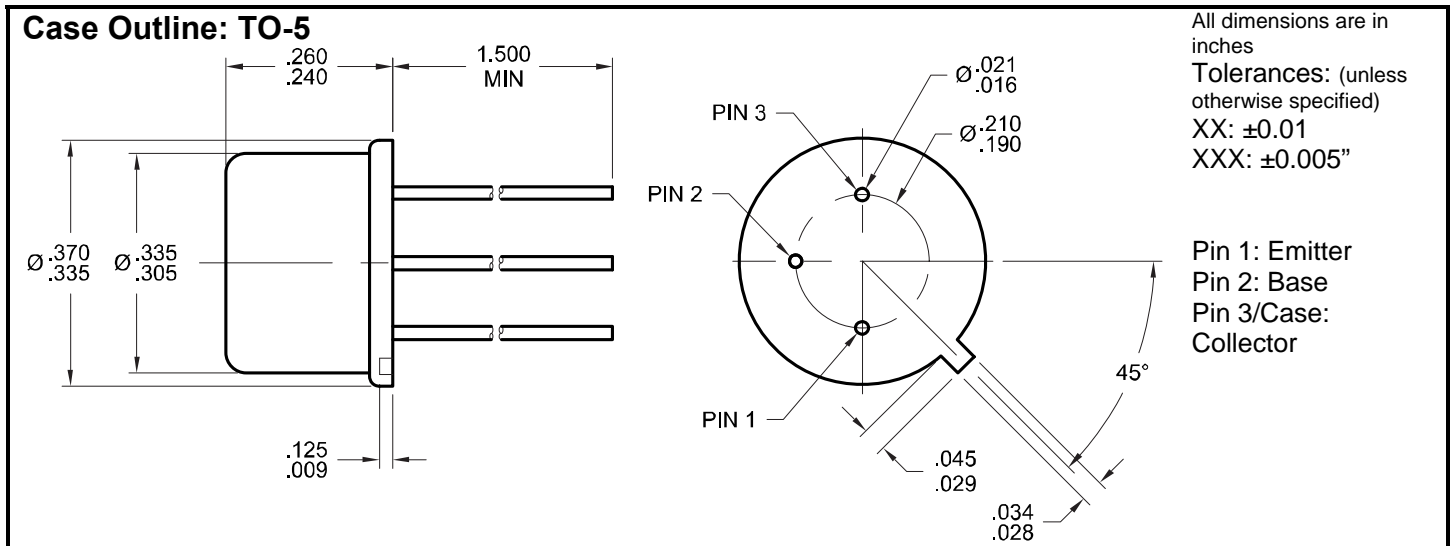 Case Outline: TO-5
.260
.240
1.500
MIN
Ø.370
.335
Ø.335
.305
.125
.009
PIN 3
PIN 2
PIN 1
Ø.021
.016
Ø.210
.190
45°
.045
.029
.034
.028
All dimensions are in
inches
Tolerances: (unless
otherwise specified)
XX: ±0.01
XXX: ±0.005”
Pin 1: Emitter
Pin 2: Base
Pin 3/Case:
Collector